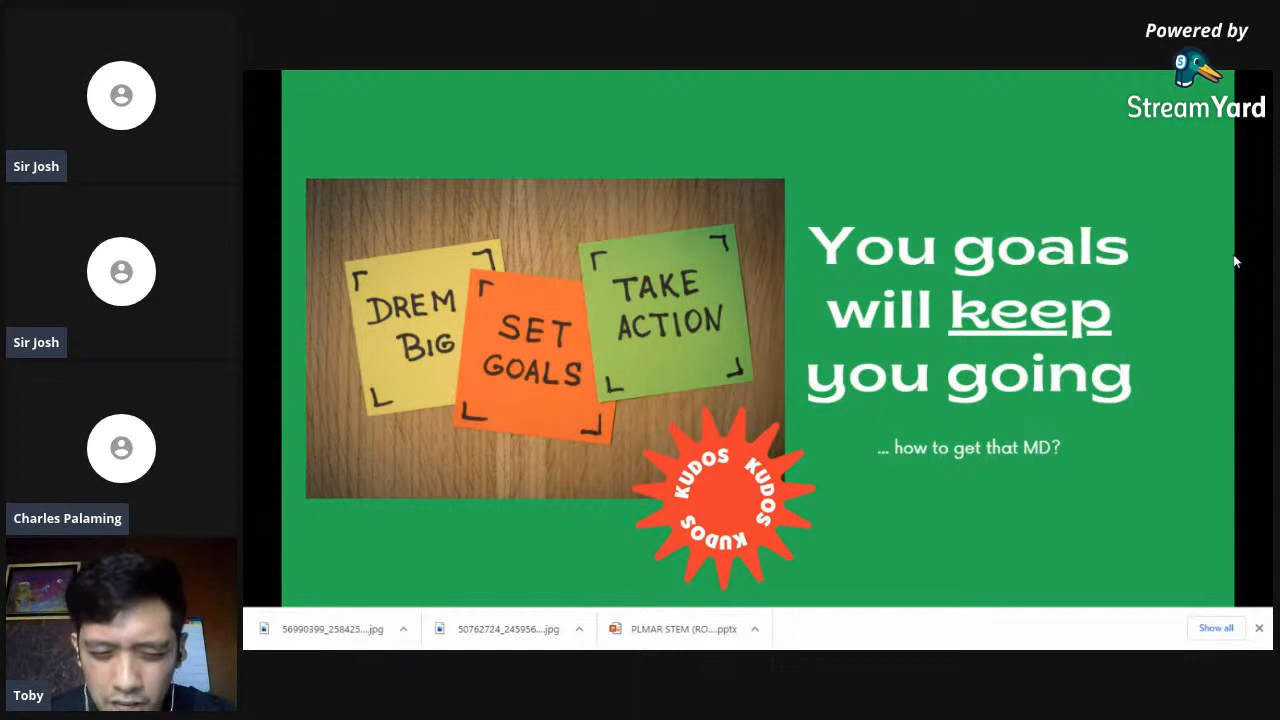 Powered by
StreamYard
Sir Josh
Sir Josh
Charles Palaming
Toby
DREM
BIG
SET
GOALS
TAKE
ACTION
You goals
will keep
you going
... how to get that MD?
KUDOS KUDOS KUDOS KUDOS
56990399_258425....jpg
50762724_245956....jpg
PLMAR STEM (RO....pptx
Show all